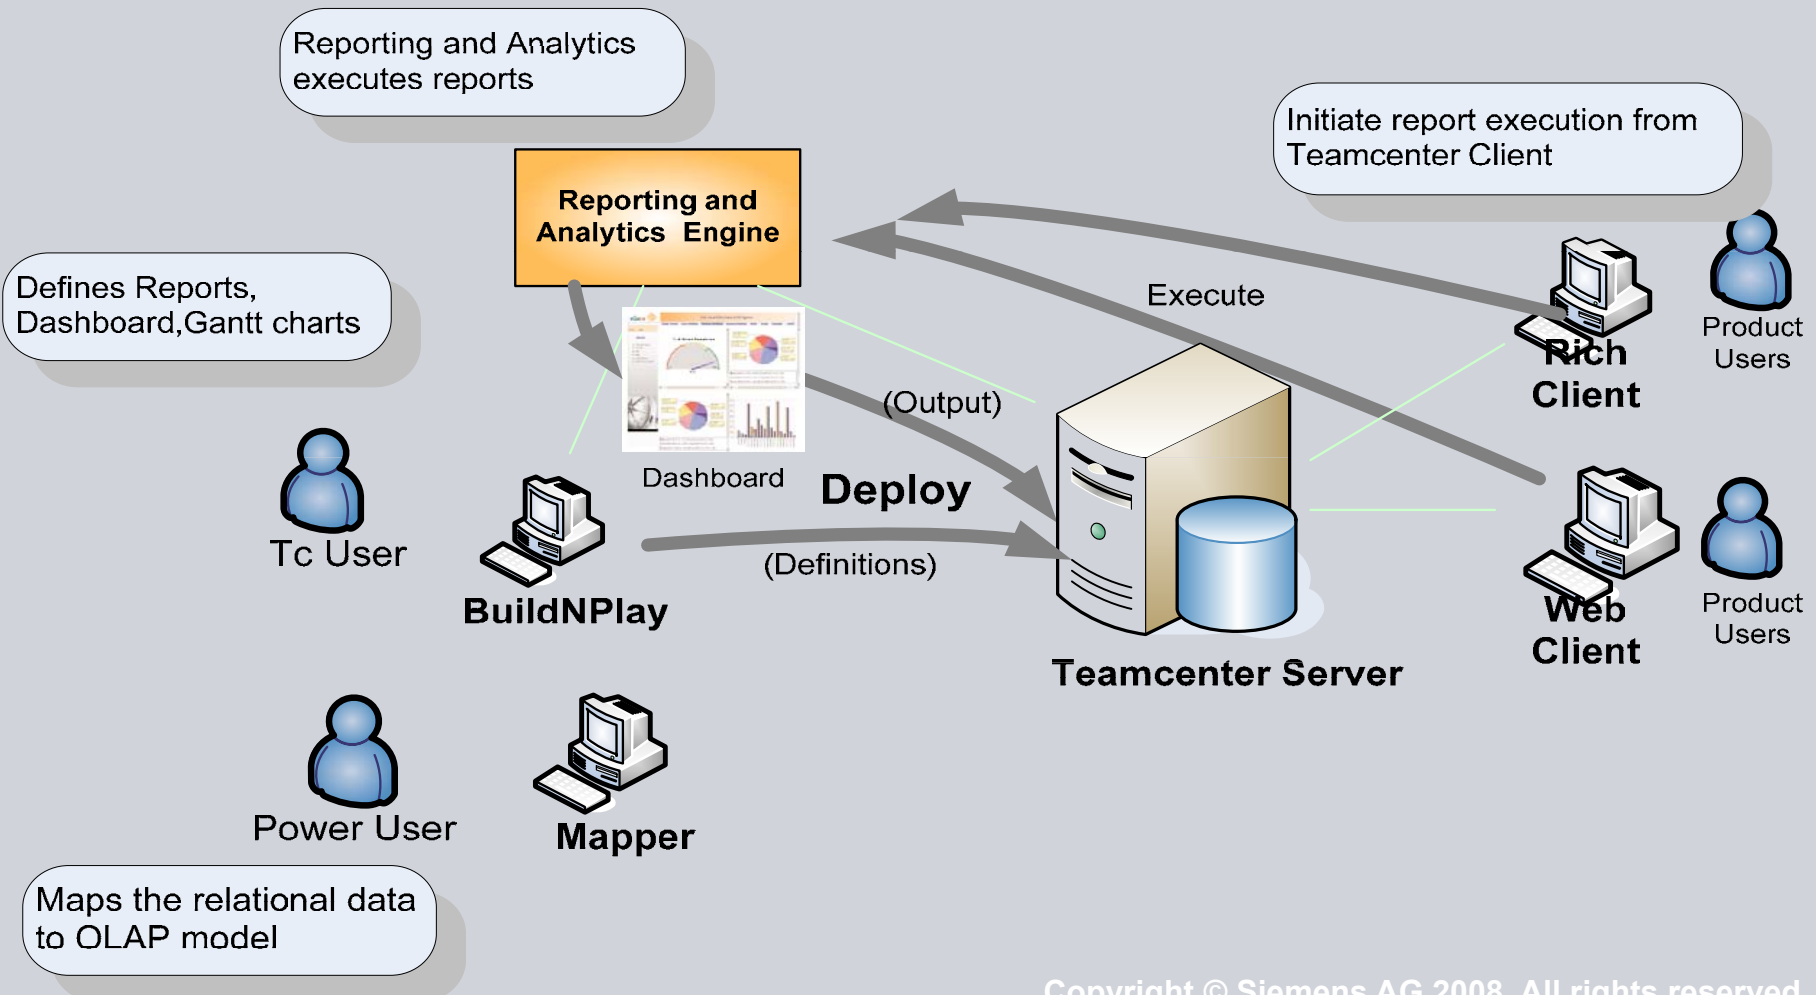 Reporting and Analytics
executes reports
Initiate report execution from
Teamcenter Client
Reporting and
Analytics Engine
Defines Reports,
Dashboard,Gantt charts
Execute
Product
Users
Rich
Client
(Output)
Dashboard
Deploy
Tc User
(Definitions)
BuildNPlay
Product
Users
Web
Client
Teamcenter Server
Power User
Mapper
Maps the relational data
to OLAP model
Copyright © Siemens AG 2008. All rights reserved